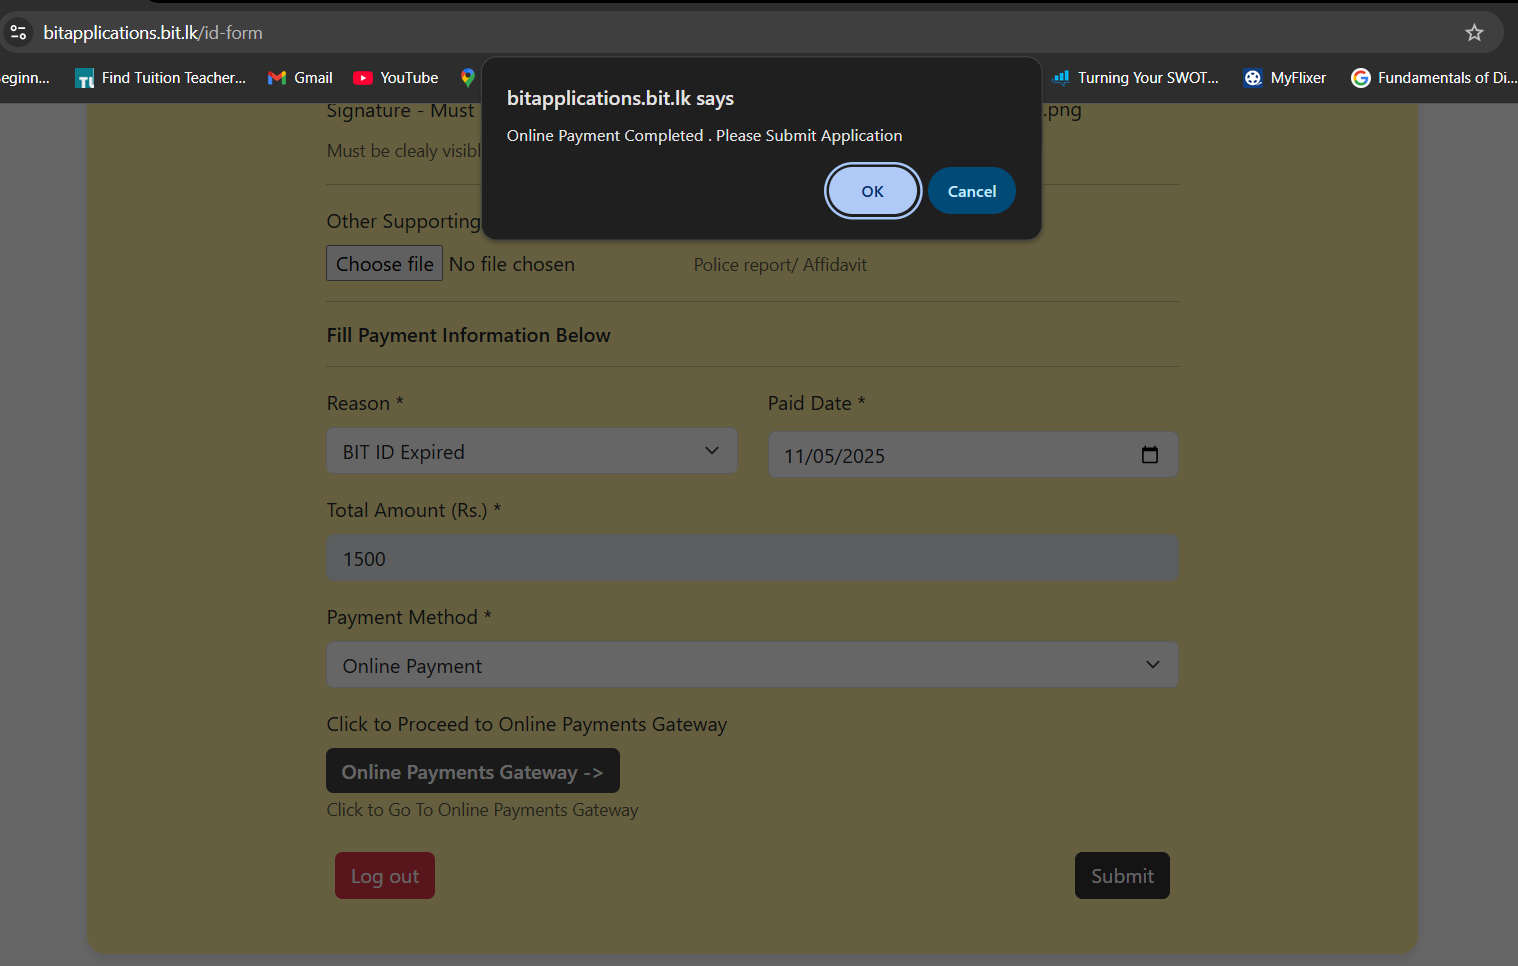 bitapplications.bit.lk/id-form
eginn... Find Tuition Teacher... Gmail YouTube Turning Your SWOT... MyFlixer Fundamentals of Di...
bitapplications.bit.lk says
Online Payment Completed . Please Submit Application
OK Cancel
Signature - Must .png
Must be clealy visibl
Other Supporting
Choose file No file chosen Police report/ Affidavit
Fill Payment Information Below
Reason * Paid Date *
BIT ID Expired 11/05/2025
Total Amount (Rs.) *
1500
Payment Method *
Online Payment
Click to Proceed to Online Payments Gateway
Online Payments Gateway ->
Click to Go To Online Payments Gateway
Log out Submit